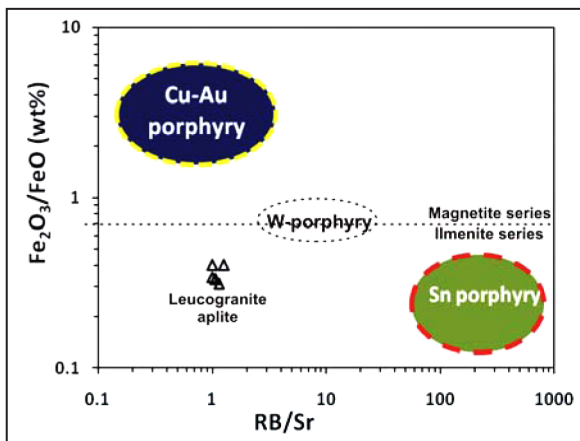 10
Cu-Au
porphyry
Fe₂O₃/FeO (wt%)
1
W-porphyry
Magnetite series
Ilmenite series
Leucogranite
aplite
Sn porphyry
0.1
0.1
1
10
100
1000
RB/Sr